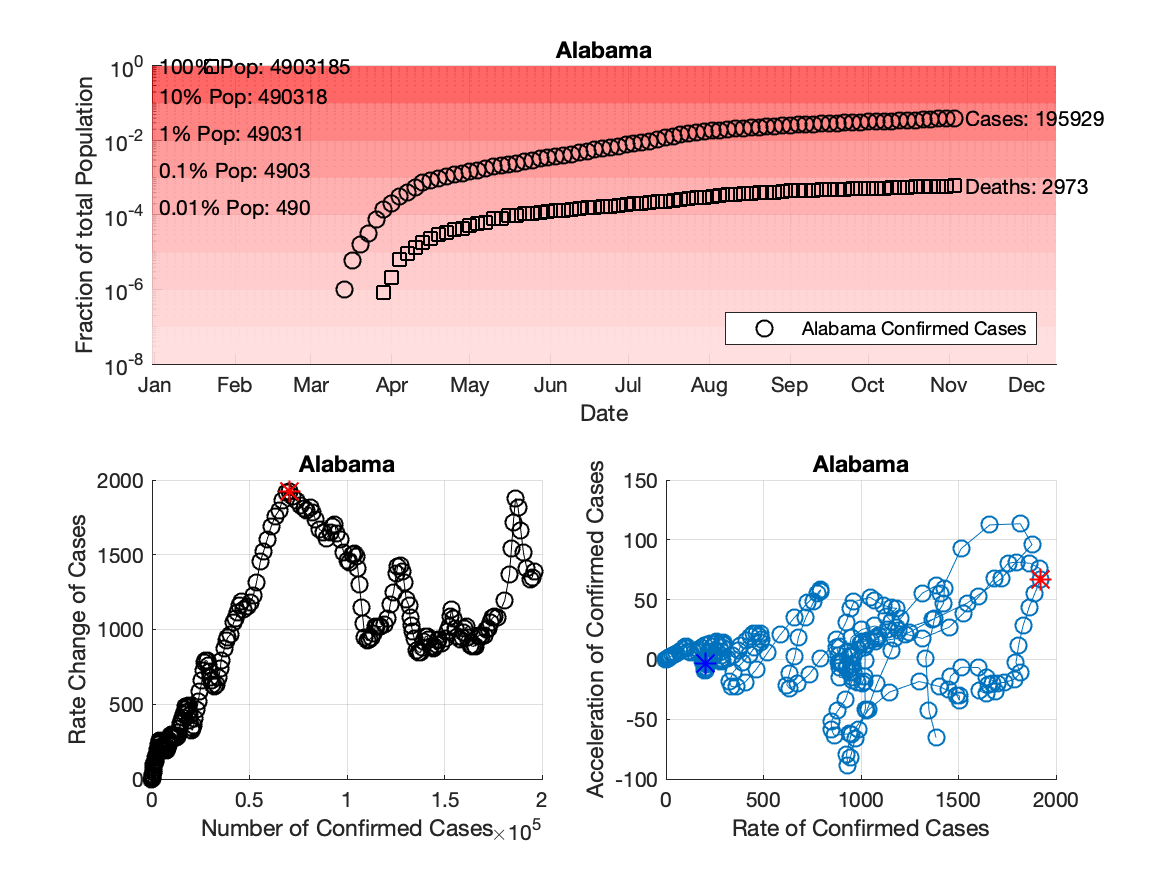 Alabama
Fraction of total Population
10^0
10^-2
10^-4
10^-6
10^-8
100% Pop: 4903185
10% Pop: 490318
1% Pop: 49031
0.1% Pop: 4903
0.01% Pop: 490
Cases: 195929
Deaths: 2973
Alabama Confirmed Cases
Jan Feb Mar Apr May Jun Jul Aug Sep Oct Nov Dec
Date
Alabama
Rate Change of Cases
2000
1500
1000
500
0
0 0.5 1 1.5 2
Number of Confirmed Cases
×10^5
Alabama
Acceleration of Confirmed Cases
150
100
50
0
-50
-100
0 500 1000 1500 2000
Rate of Confirmed Cases